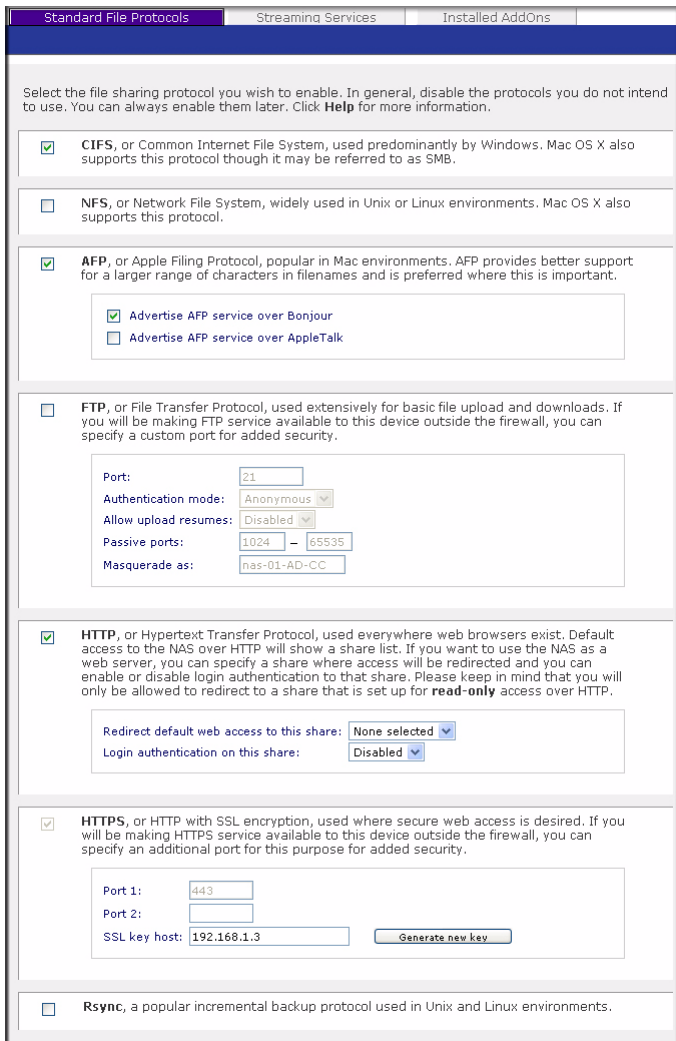 Standard File Protocols
Streaming Services
Installed AddOns
Select the file sharing protocol you wish to enable. In general, disable the protocols you do not intend
to use. You can always enable them later. Click Help for more information.
CIFS, or Common Internet File System, used predominantly by Windows. Mac OS X also
supports this protocol though it may be referred to as SMB.
NFS, or Network File System, widely used in Unix or Linux environments. Mac OS X also
supports this protocol.
AFP, or Apple Filing Protocol, popular in Mac environments. AFP provides better support
for a larger range of characters in filenames and is preferred where this is important.
Advertise AFP service over Bonjour
Advertise AFP service over AppleTalk
FTP, or File Transfer Protocol, used extensively for basic file upload and downloads. If
you will be making FTP service available to this device outside the firewall, you can
specify a custom port for added security.
Port: 21
Authentication mode: Anonymous
Allow upload resumes: Disabled
Passive ports: 1024 – 65535
Masquerade as: nas-01-AD-CC
HTTP, or Hypertext Transfer Protocol, used everywhere web browsers exist. Default
access to the NAS over HTTP will show a share list. If you want to use the NAS as a
web server, you can specify a share where access will be redirected and you can
enable or disable login authentication to that share. Please keep in mind that you will
only be allowed to redirect to a share that is set up for read-only access over HTTP.
Redirect default web access to this share: None selected
Login authentication on this share: Disabled
HTTPS, or HTTP with SSL encryption, used where secure web access is desired. If you
will be making HTTPS service available to this device outside the firewall, you can
specify an additional port for this purpose for added security.
Port 1: 443
Port 2:
SSL key host: 192.168.1.3 Generate new key
Rsync, a popular incremental backup protocol used in Unix and Linux environments.